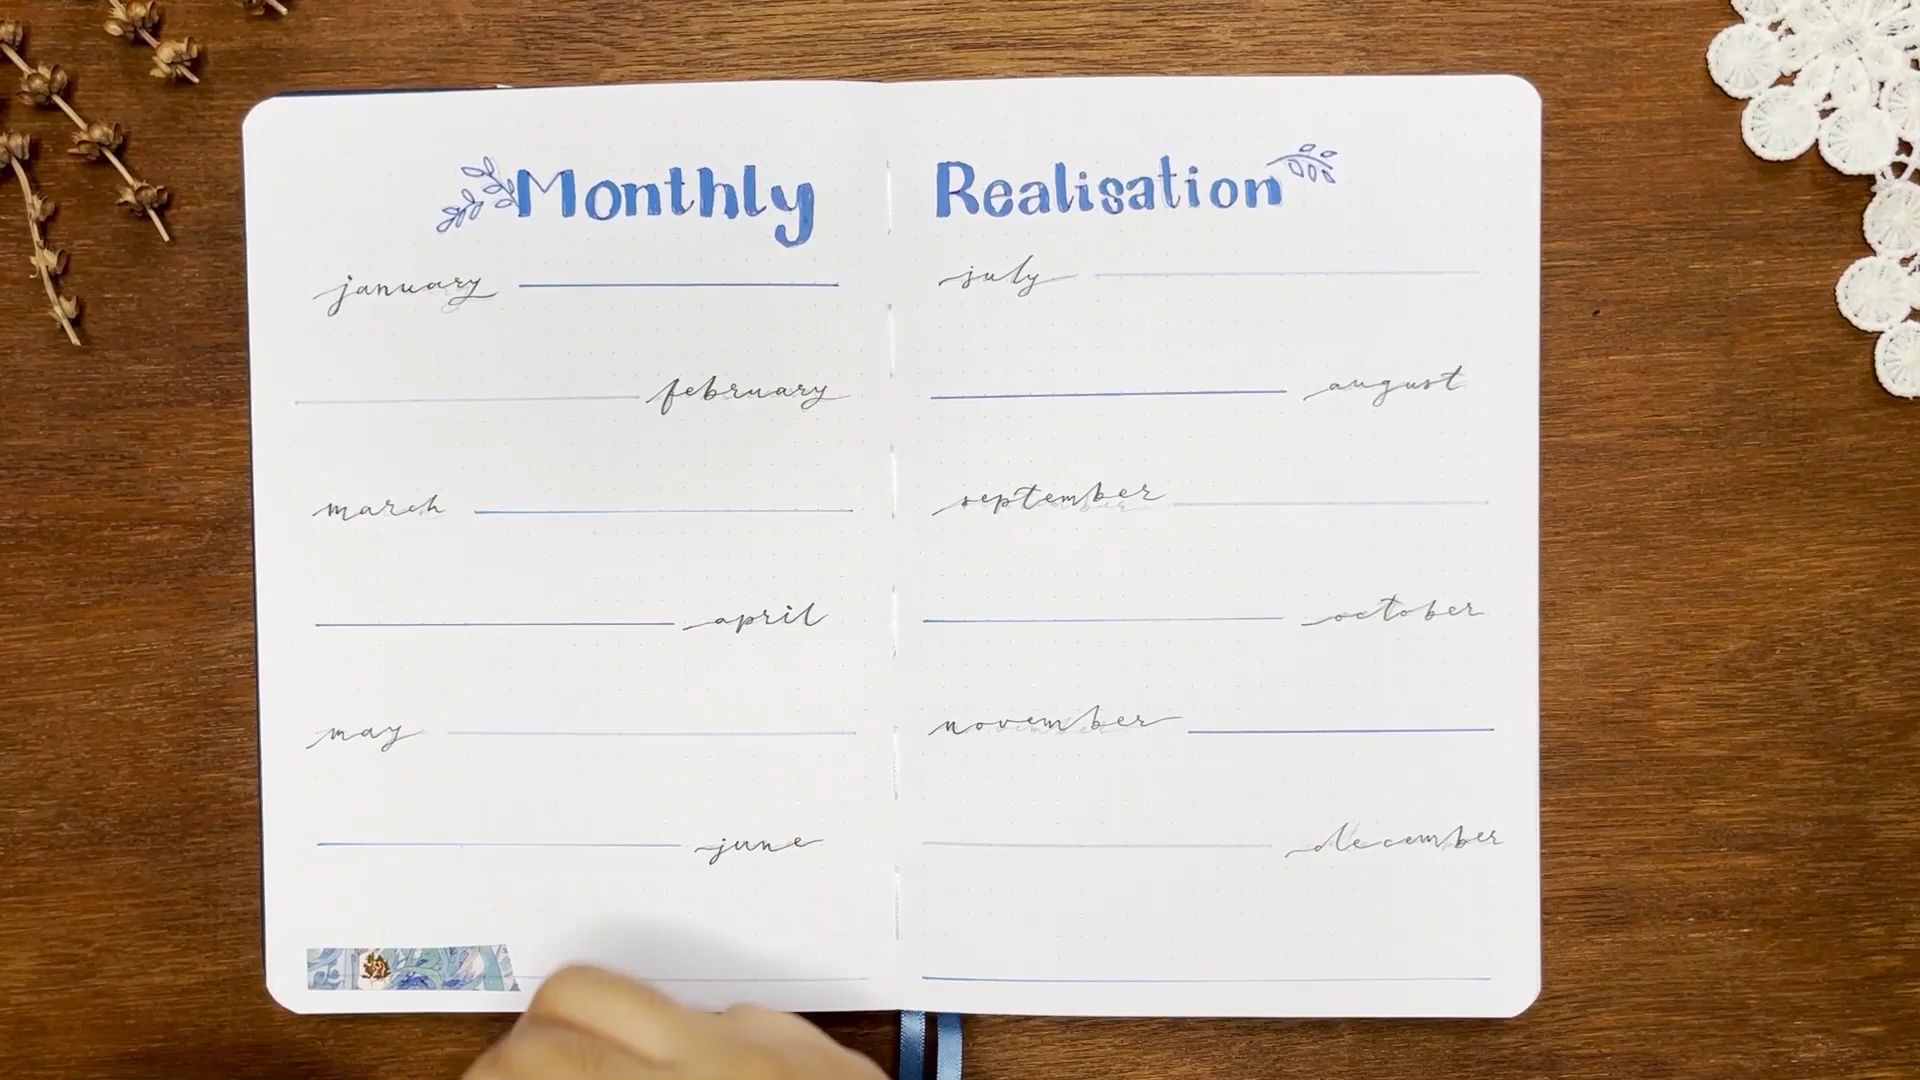 Monthly Realisation
january
february
march
april
may
june
july
august
september
october
november
december